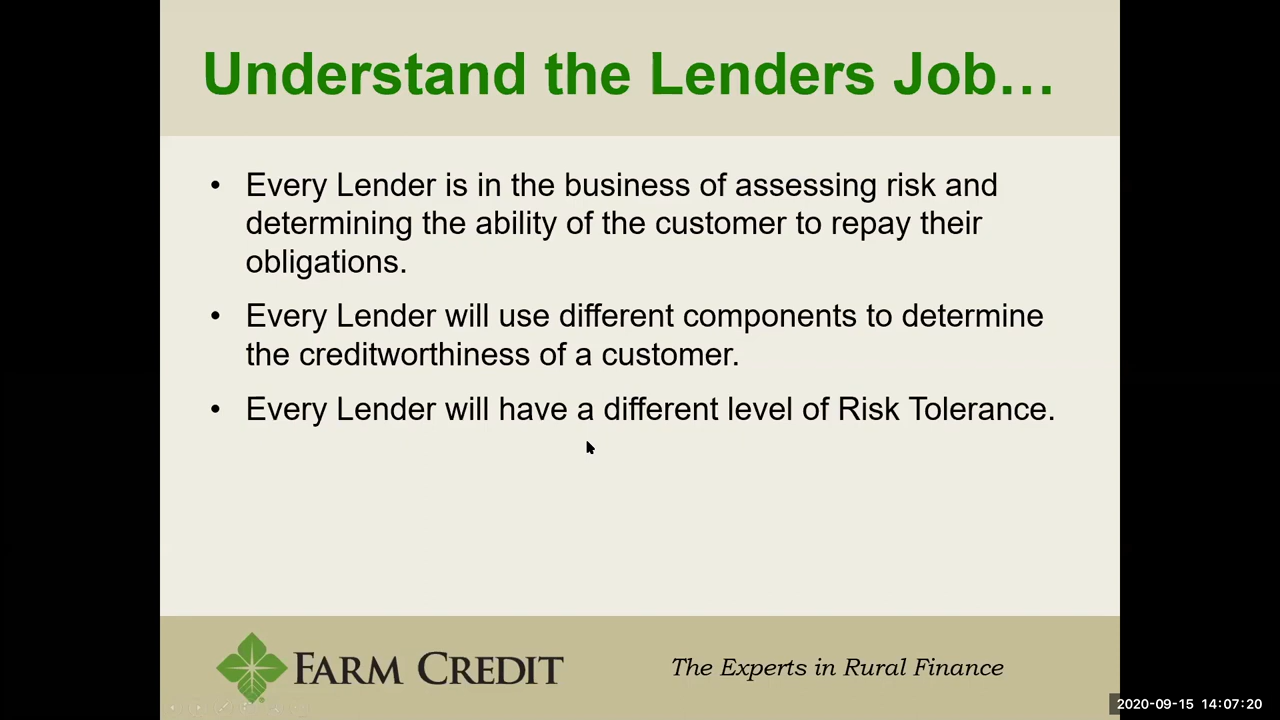 Understand the Lenders Job…
• Every Lender is in the business of assessing risk and
determining the ability of the customer to repay their
obligations.
• Every Lender will use different components to determine
the creditworthiness of a customer.
• Every Lender will have a different level of Risk Tolerance.
FARM CREDIT
The Experts in Rural Finance
2020-09-15 14:07:20